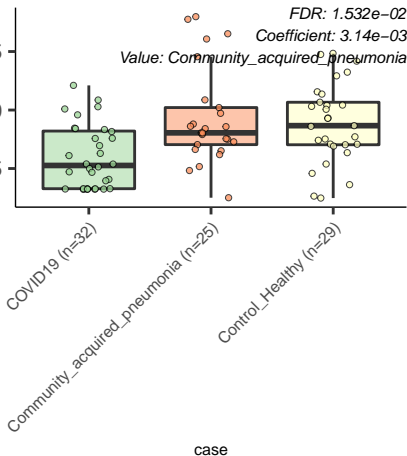 FDR: 1.532e−02
Coefficient: 3.14e−03
Value: Community_acquired_pneumonia
COVID19 (n=32)
Community_acquired_pneumonia (n=25)
Control_Healthy (n=29)
case